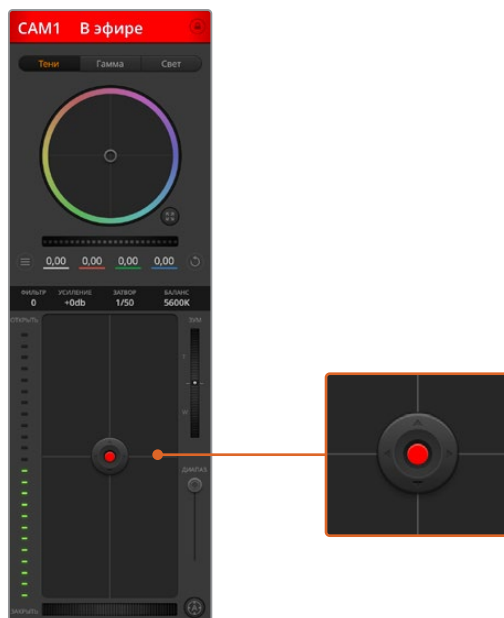 CAM1 В эфире
Тени Гамма Свет
0,00 0,00 0,00 0,00
ФИЛЬТР УСИЛЕНИЕ ЗАТВОР БАЛАНС
0 +0db 1/50 5600K
ОТКРЫТЬ ЗУМ
T
W
ДИАПАЗ.
ЗАКРЫТЬ